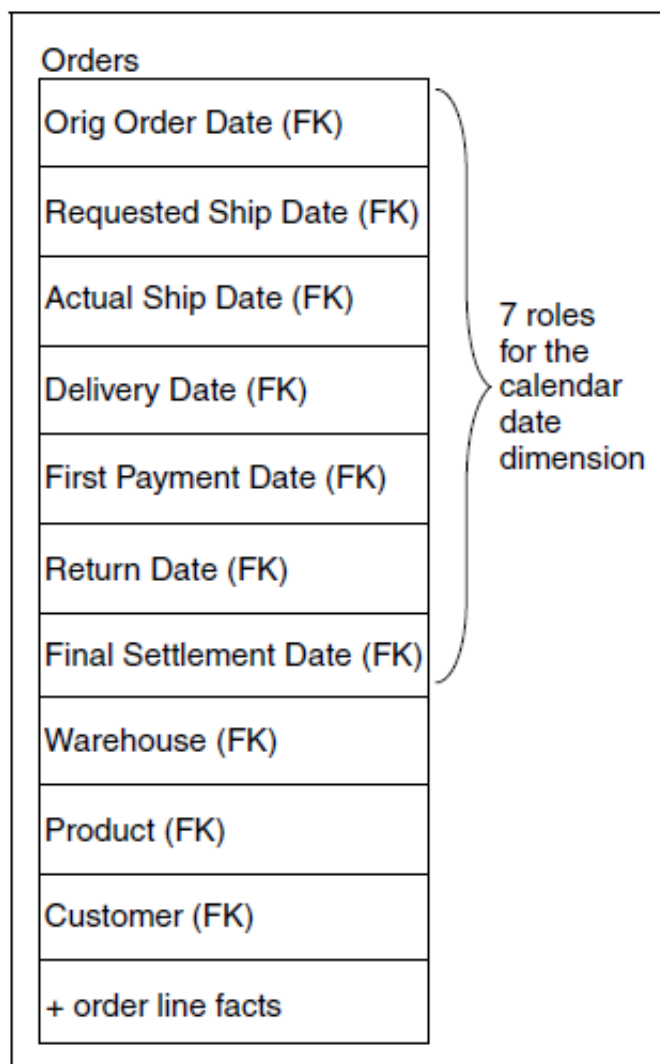 Orders
Orig Order Date (FK)
Requested Ship Date (FK)
Actual Ship Date (FK)
Delivery Date (FK)
First Payment Date (FK)
Return Date (FK)
Final Settlement Date (FK)
Warehouse (FK)
Product (FK)
Customer (FK)
+ order line facts
7 roles
for the
calendar
date
dimension